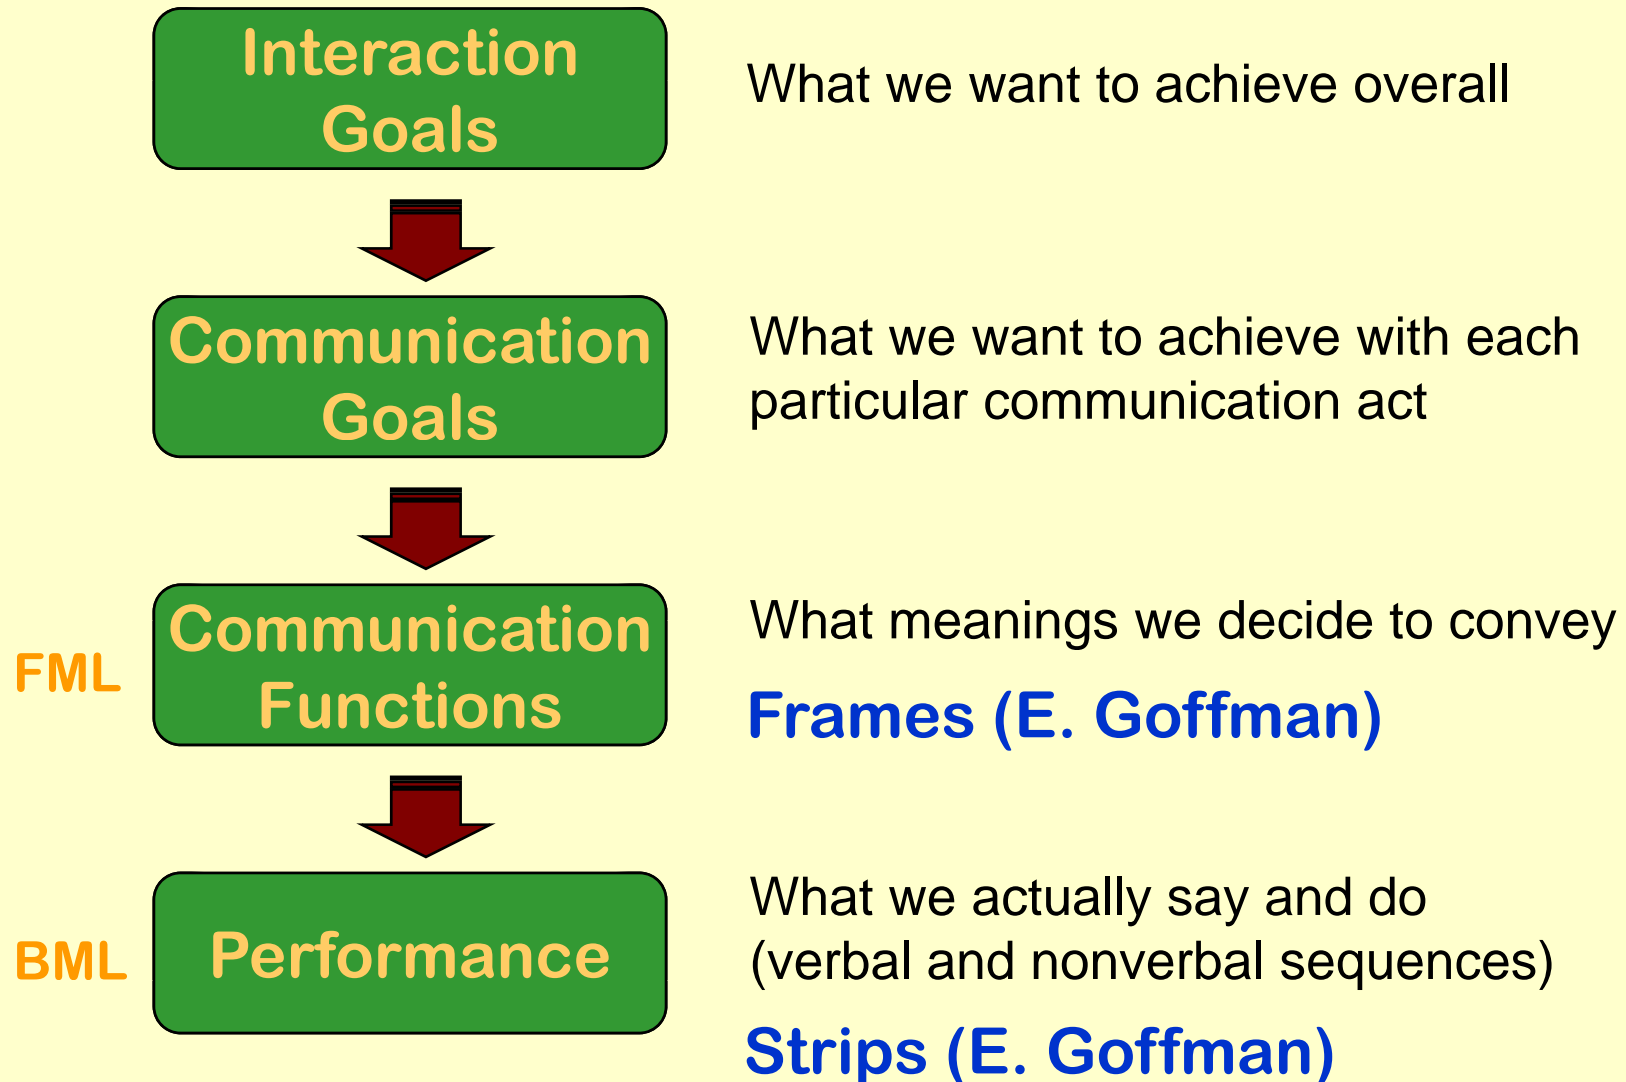 Interaction
Goals
What we want to achieve overall
Communication
Goals
What we want to achieve with each
particular communication act
FML
Communication
Functions
What meanings we decide to convey
Frames (E. Goffman)
BML
Performance
What we actually say and do
(verbal and nonverbal sequences)
Strips (E. Goffman)